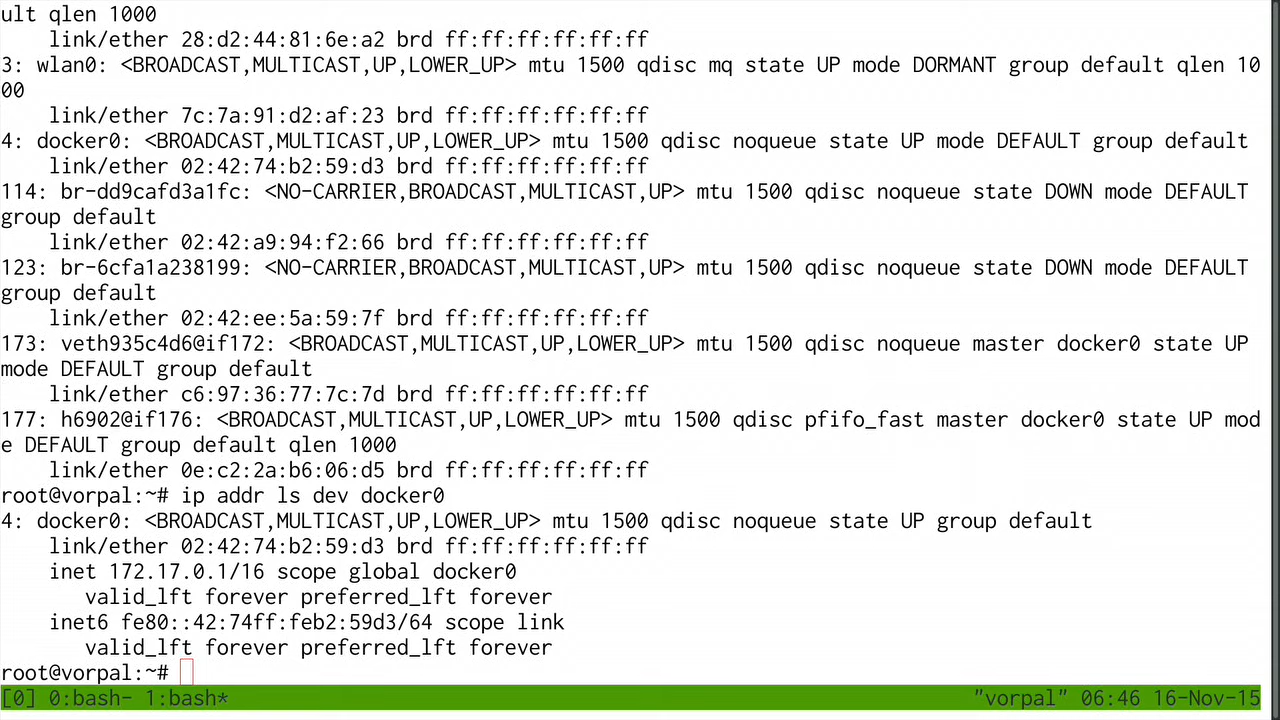 ult qlen 1000
    link/ether 28:d2:44:81:6e:a2 brd ff:ff:ff:ff:ff:ff
3: wlan0: <BROADCAST,MULTICAST,UP,LOWER_UP> mtu 1500 qdisc mq state UP mode DORMANT group default qlen 10
00
    link/ether 7c:7a:91:d2:af:23 brd ff:ff:ff:ff:ff:ff
4: docker0: <BROADCAST,MULTICAST,UP,LOWER_UP> mtu 1500 qdisc noqueue state UP mode DEFAULT group default
    link/ether 02:42:74:b2:59:d3 brd ff:ff:ff:ff:ff:ff
114: br-dd9cafd3a1fc: <NO-CARRIER,BROADCAST,MULTICAST,UP> mtu 1500 qdisc noqueue state DOWN mode DEFAULT
group default
    link/ether 02:42:a9:94:f2:66 brd ff:ff:ff:ff:ff:ff
123: br-6cfa1a238199: <NO-CARRIER,BROADCAST,MULTICAST,UP> mtu 1500 qdisc noqueue state DOWN mode DEFAULT
group default
    link/ether 02:42:ee:5a:59:7f brd ff:ff:ff:ff:ff:ff
173: veth935c4d6@if172: <BROADCAST,MULTICAST,UP,LOWER_UP> mtu 1500 qdisc noqueue master docker0 state UP
mode DEFAULT group default
    link/ether c6:97:36:77:7c:7d brd ff:ff:ff:ff:ff:ff
177: h6902@if176: <BROADCAST,MULTICAST,UP,LOWER_UP> mtu 1500 qdisc pfifo_fast master docker0 state UP mod
e DEFAULT group default qlen 1000
    link/ether 0e:c2:2a:b6:06:d5 brd ff:ff:ff:ff:ff:ff
root@vorpal:~# ip addr ls dev docker0
4: docker0: <BROADCAST,MULTICAST,UP,LOWER_UP> mtu 1500 qdisc noqueue state UP group default
    link/ether 02:42:74:b2:59:d3 brd ff:ff:ff:ff:ff:ff
    inet 172.17.0.1/16 scope global docker0
       valid_lft forever preferred_lft forever
    inet6 fe80::42:74ff:feb2:59d3/64 scope link
       valid_lft forever preferred_lft forever
root@vorpal:~#
[0] 0:bash- 1:bash* "vorpal" 06:46 16-Nov-15